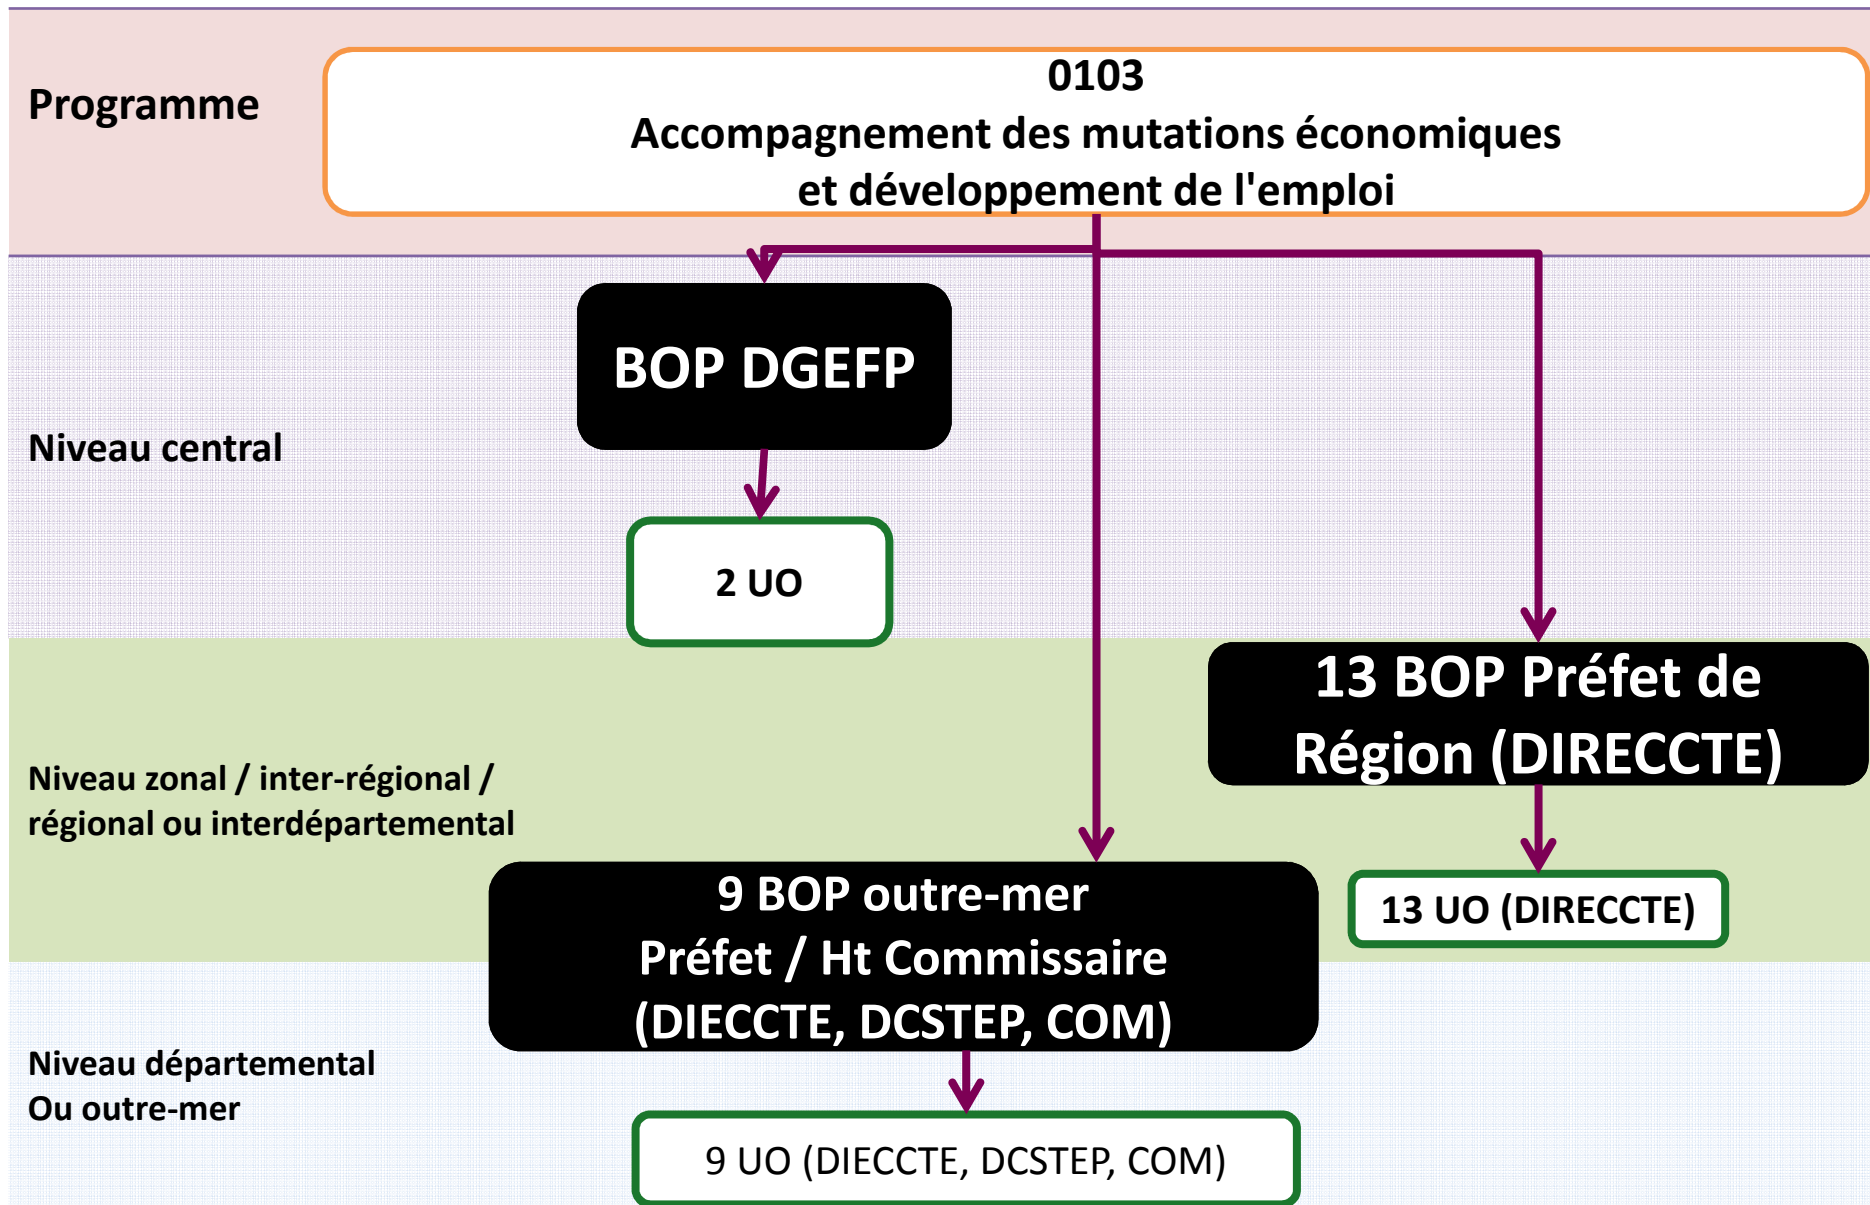 Programme
0103
Accompagnement des mutations économiques
et développement de l'emploi
BOP DGEFP
Niveau central
2 UO
13 BOP Préfet de
Région (DIRECCTE)
Niveau zonal / inter-régional /
régional ou interdépartemental
13 UO (DIRECCTE)
9 BOP outre-mer
Préfet / Ht Commissaire
(DIECCTE, DCSTEP, COM)
Niveau départemental
Ou outre-mer
9 UO (DIECCTE, DCSTEP, COM)